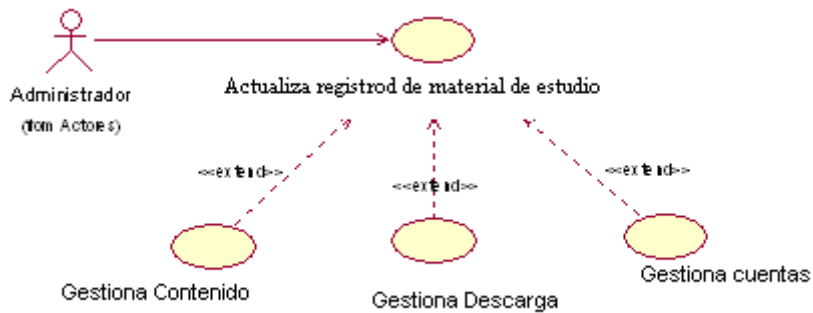 Actualiza registrod de material de estudio
Administrador
(from Actores)
<<extend>>
<<extend>>
<<extend>>
Gestiona Contenido
Gestiona Descarga
Gestiona cuentas